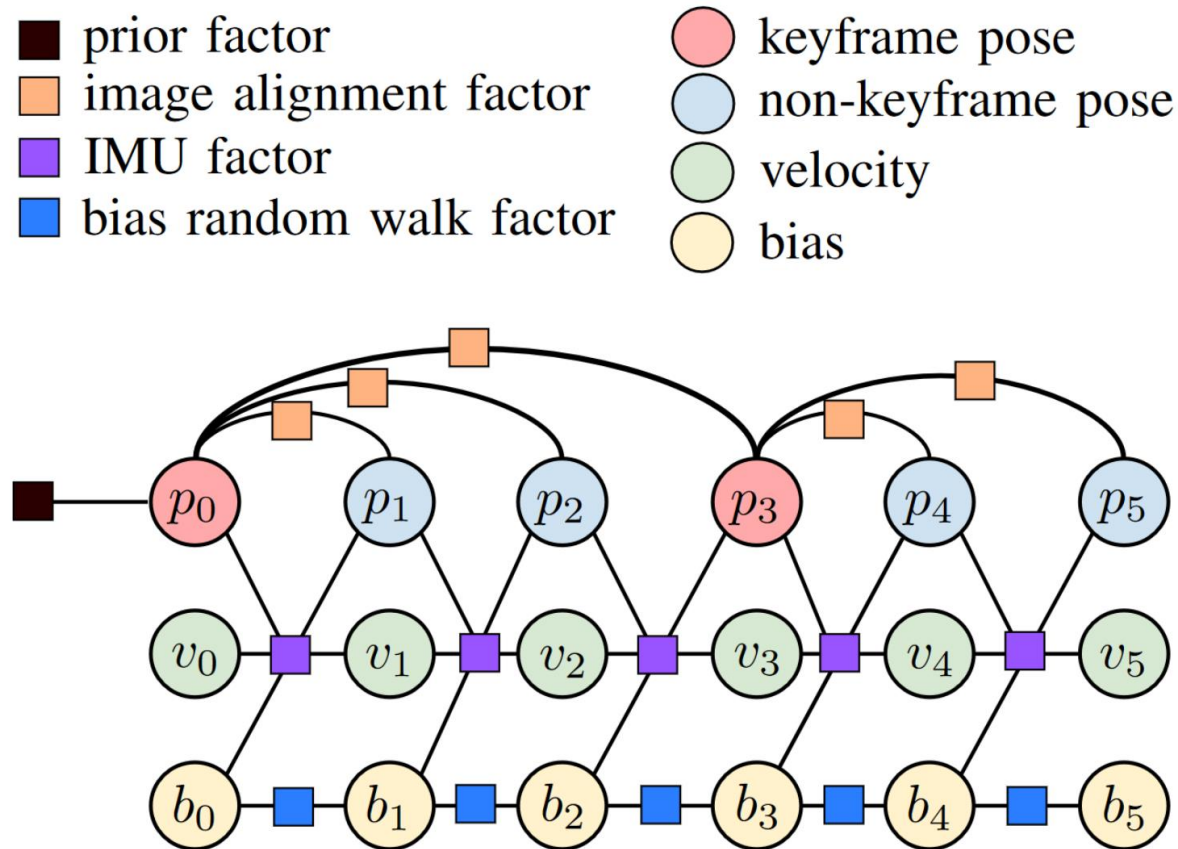 prior factor
image alignment factor
IMU factor
bias random walk factor
keyframe pose
non-keyframe pose
velocity
bias
p₀ p₁ p₂ p₃ p₄ p₅
v₀ v₁ v₂ v₃ v₄ v₅
b₀ b₁ b₂ b₃ b₄ b₅